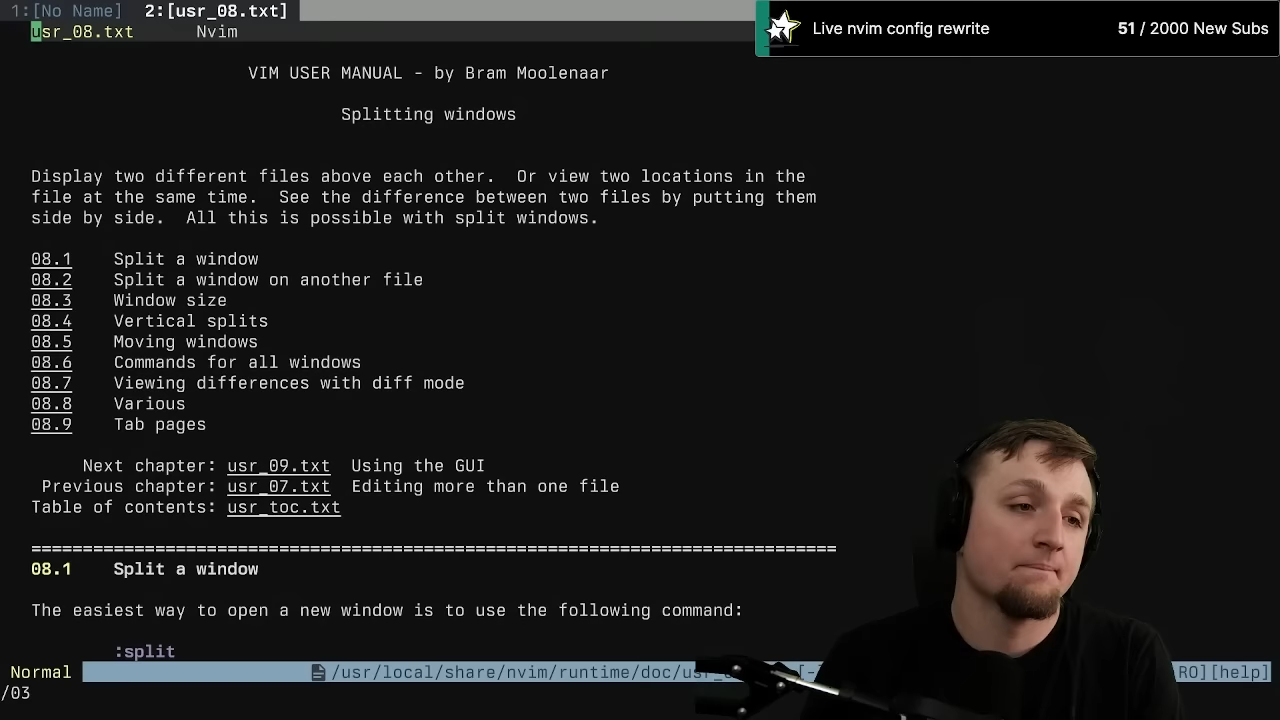 1:[No Name]  2:[usr_08.txt]
usr_08.txt      Nvim
Live nvim config rewrite 51 / 2000 New Subs
VIM USER MANUAL - by Bram Moolenaar
Splitting windows
Display two different files above each other.  Or view two locations in the
file at the same time.  See the difference between two files by putting them
side by side.  All this is possible with split windows.
08.1    Split a window
08.2    Split a window on another file
08.3    Window size
08.4    Vertical splits
08.5    Moving windows
08.6    Commands for all windows
08.7    Viewing differences with diff mode
08.8    Various
08.9    Tab pages
Next chapter: usr_09.txt  Using the GUI
Previous chapter: usr_07.txt  Editing more than one file
Table of contents: usr_toc.txt
==============================================================================
08.1    Split a window
The easiest way to open a new window is to use the following command:
:split
Normal /usr/local/share/nvim/runtime/doc/us RO][help]
/03